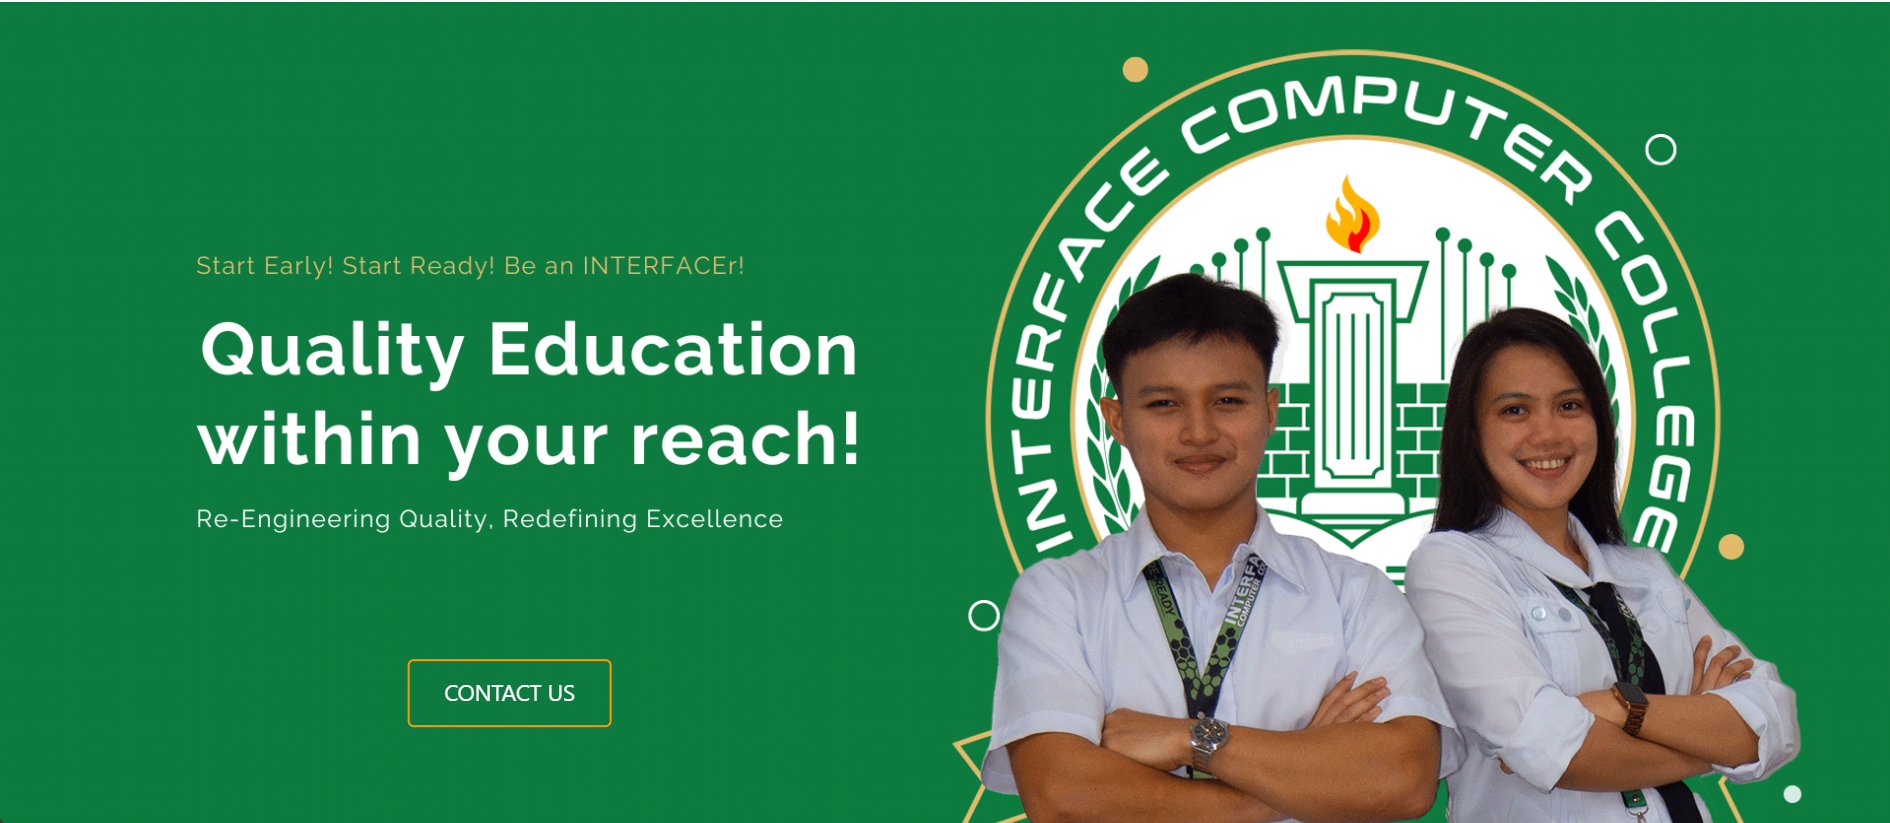 INTERFACE COMPUTER COLLEGE
Start Early! Start Ready! Be an INTERFACEr!
Quality Education
within your reach!
Re-Engineering Quality, Redefining Excellence
CONTACT US
READY
INTERFA
COMPUTER CO